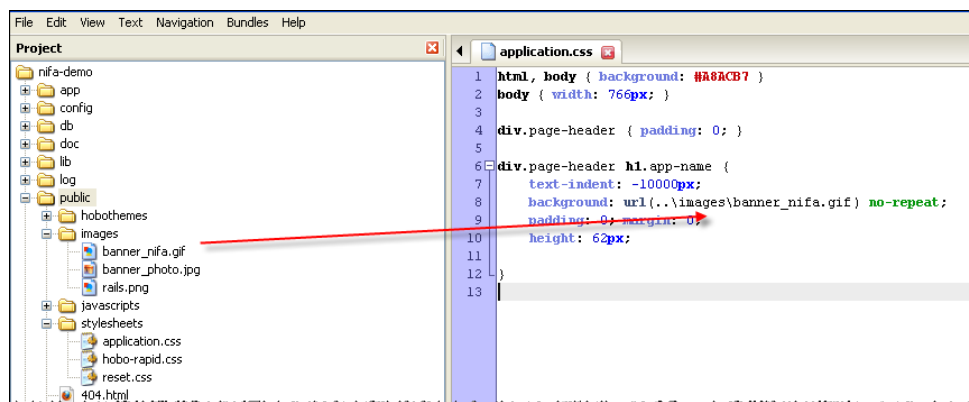 File Edit View Text Navigation Bundles Help
Project
nifa-demo
app
config
db
doc
lib
log
public
hobothemes
images
banner_nifa.gif
banner_photo.jpg
rails.png
javascripts
stylesheets
application.css
hobo-rapid.css
reset.css
404.html
application.css
1 html, body { background: #A8ACB7 }
2 body { width: 766px; }
3
4 div.page-header { padding: 0; }
5
6 div.page-header h1.app-name {
7 text-indent: -10000px;
8 background: url(..\images\banner_nifa.gif) no-repeat;
9 padding: 0; margin: 0;
10 height: 62px;
11
12 }
13